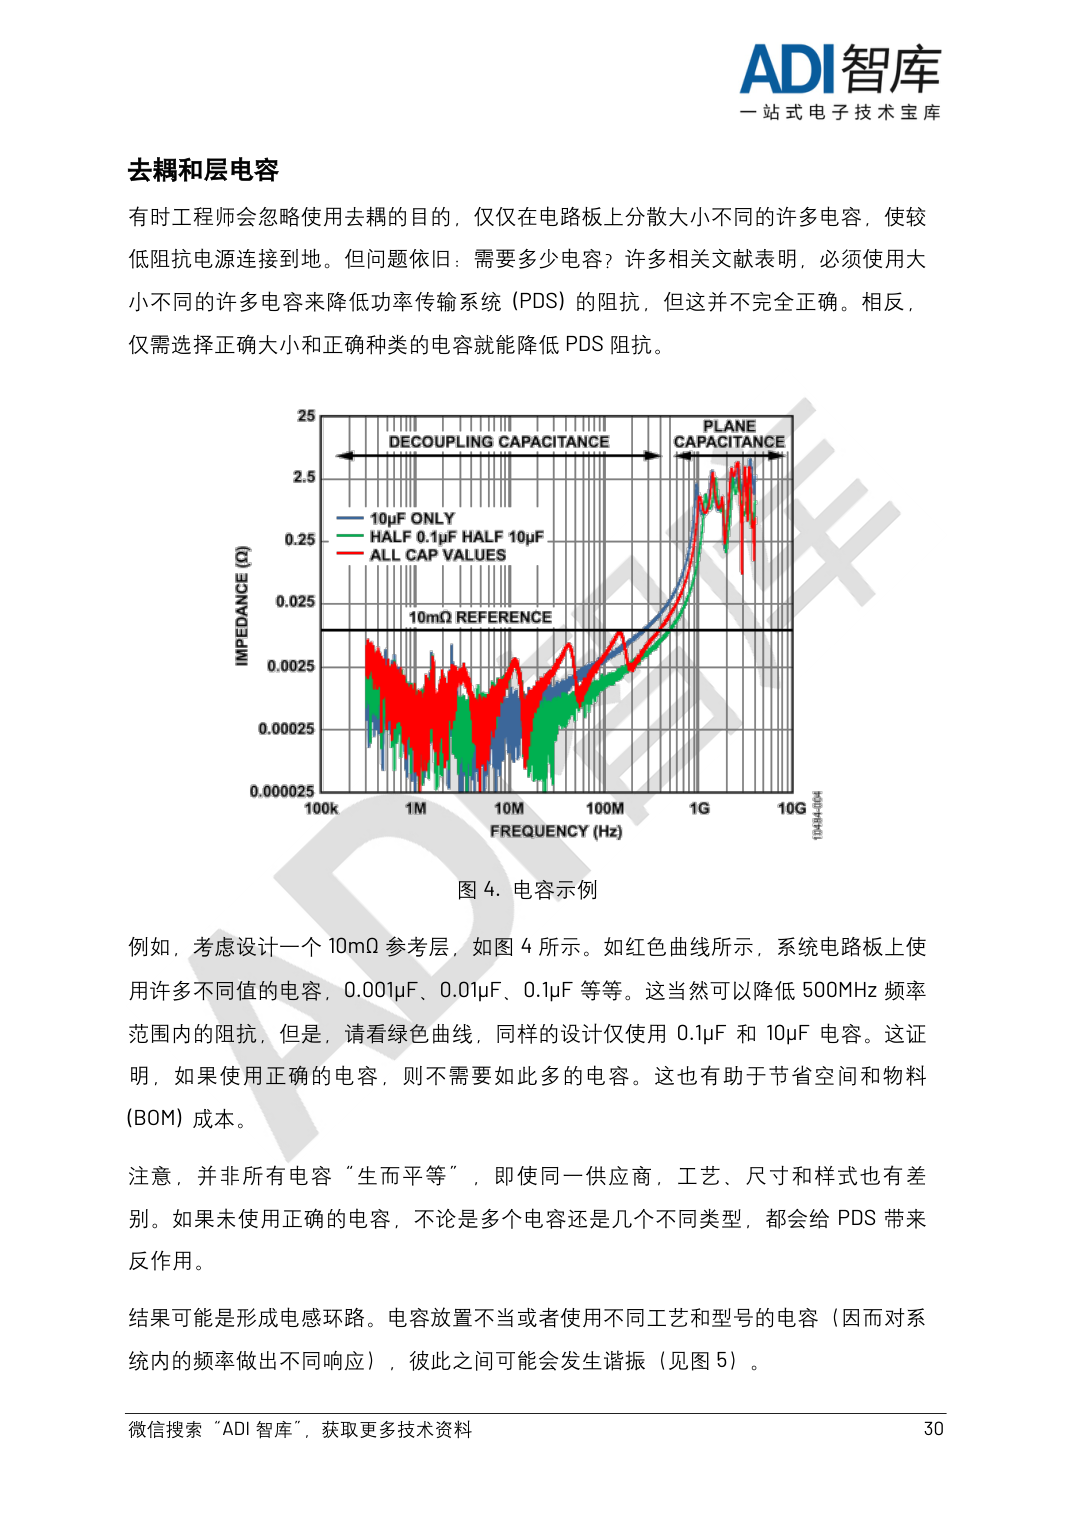 ADI智库
一站式电子技术宝库
去耦和层电容
有时工程师会忽略使用去耦的目的，仅仅在电路板上分散大小不同的许多电容，使较
低阻抗电源连接到地。但问题依旧：需要多少电容？许多相关文献表明，必须使用大
小不同的许多电容来降低功率传输系统 (PDS) 的阻抗，但这并不完全正确。相反，
仅需选择正确大小和正确种类的电容就能降低 PDS 阻抗。
25
2.5
0.25
0.025
0.0025
0.00025
0.000025
IMPEDANCE (Ω)
DECOUPLING CAPACITANCE
PLANE
CAPACITANCE
10µF ONLY
HALF 0.1µF HALF 10µF
ALL CAP VALUES
10mΩ REFERENCE
100k 1M 10M 100M 1G 10G
FREQUENCY (Hz)
10484-004
图 4. 电容示例
例如，考虑设计一个 10mΩ 参考层，如图 4 所示。如红色曲线所示，系统电路板上使
用许多不同值的电容，0.001µF、0.01µF、0.1µF 等等。这当然可以降低 500MHz 频率
范围内的阻抗，但是，请看绿色曲线，同样的设计仅使用 0.1µF 和 10µF 电容。这证
明，如果使用正确的电容，则不需要如此多的电容。这也有助于节省空间和物料
(BOM) 成本。
注意，并非所有电容“生而平等”，即使同一供应商，工艺、尺寸和样式也有差
别。如果未使用正确的电容，不论是多个电容还是几个不同类型，都会给 PDS 带来
反作用。
结果可能是形成电感环路。电容放置不当或者使用不同工艺和型号的电容（因而对系
统内的频率做出不同响应），彼此之间可能会发生谐振（见图 5）。
微信搜索“ADI 智库”，获取更多技术资料 30
ADI智库